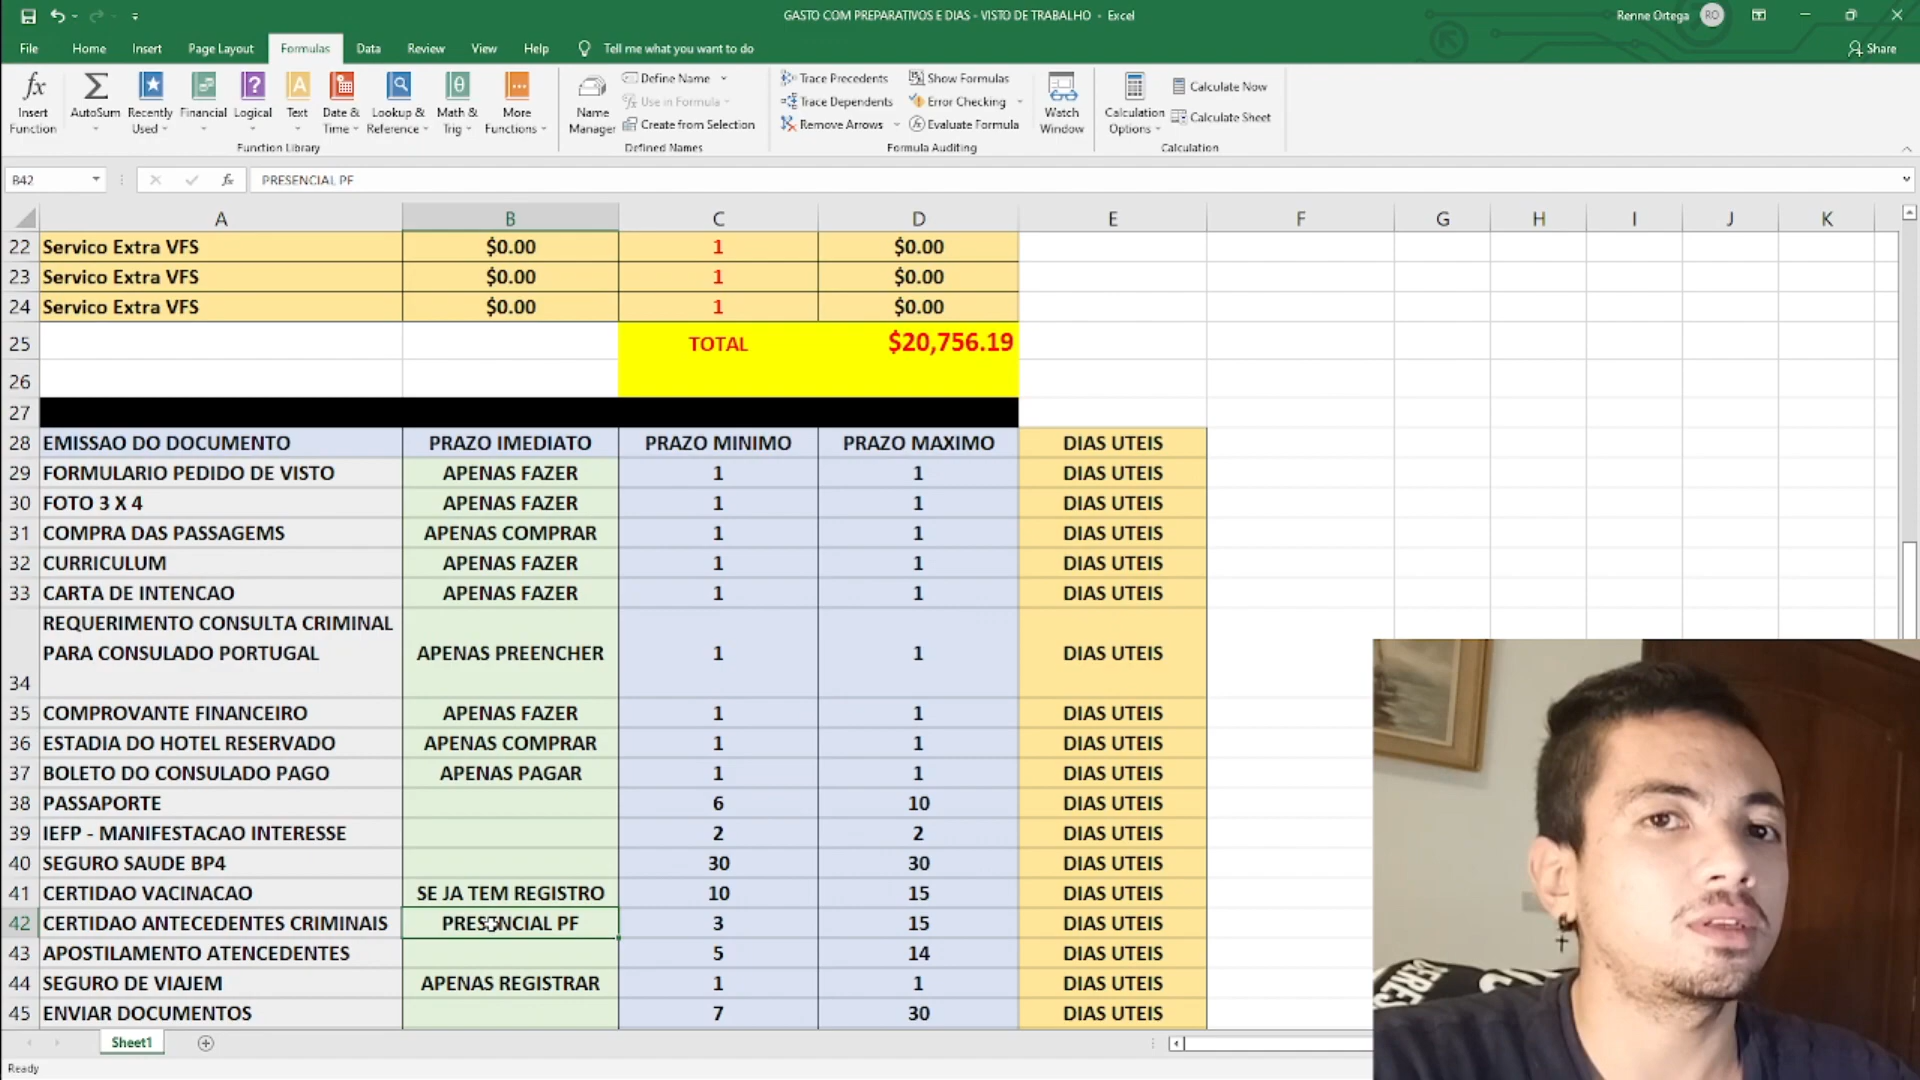 GASTO COM PREPARATIVOS E DIAS - VISTO DE TRABALHO - Excel
Renne Ortega RO
File Home Insert Page Layout Formulas Data Review View Help Tell me what you want to do Share
Insert Function
AutoSum
Recently Used
Financial
Logical
Text
Date & Time
Lookup & Reference
Math & Trig
More Functions
Function Library
Name Manager
Define Name
Use in Formula
Create from Selection
Defined Names
Trace Precedents
Trace Dependents
Remove Arrows
Show Formulas
Error Checking
Evaluate Formula
Formula Auditing
Watch Window
Calculation Options
Calculate Now
Calculate Sheet
Calculation
B42 fx PRESENCIAL PF
A B C D E F G H I J K
22 Servico Extra VFS $0.00 1 $0.00
23 Servico Extra VFS $0.00 1 $0.00
24 Servico Extra VFS $0.00 1 $0.00
25 TOTAL $20,756.19
26
27
28 EMISSAO DO DOCUMENTO PRAZO IMEDIATO PRAZO MINIMO PRAZO MAXIMO DIAS UTEIS
29 FORMULARIO PEDIDO DE VISTO APENAS FAZER 1 1 DIAS UTEIS
30 FOTO 3 X 4 APENAS FAZER 1 1 DIAS UTEIS
31 COMPRA DAS PASSAGEMS APENAS COMPRAR 1 1 DIAS UTEIS
32 CURRICULUM APENAS FAZER 1 1 DIAS UTEIS
33 CARTA DE INTENCAO APENAS FAZER 1 1 DIAS UTEIS
REQUERIMENTO CONSULTA CRIMINAL
34 PARA CONSULADO PORTUGAL APENAS PREENCHER 1 1 DIAS UTEIS
35 COMPROVANTE FINANCEIRO APENAS FAZER 1 1 DIAS UTEIS
36 ESTADIA DO HOTEL RESERVADO APENAS COMPRAR 1 1 DIAS UTEIS
37 BOLETO DO CONSULADO PAGO APENAS PAGAR 1 1 DIAS UTEIS
38 PASSAPORTE 6 10 DIAS UTEIS
39 IEFP - MANIFESTACAO INTERESSE 2 2 DIAS UTEIS
40 SEGURO SAUDE BP4 30 30 DIAS UTEIS
41 CERTIDAO VACINACAO SE JA TEM REGISTRO 10 15 DIAS UTEIS
42 CERTIDAO ANTECEDENTES CRIMINAIS PRESENCIAL PF 3 15 DIAS UTEIS
43 APOSTILAMENTO ATENCEDENTES 5 14 DIAS UTEIS
44 SEGURO DE VIAJEM APENAS REGISTRAR 1 1 DIAS UTEIS
45 ENVIAR DOCUMENTOS 7 30 DIAS UTEIS
Sheet1
Ready